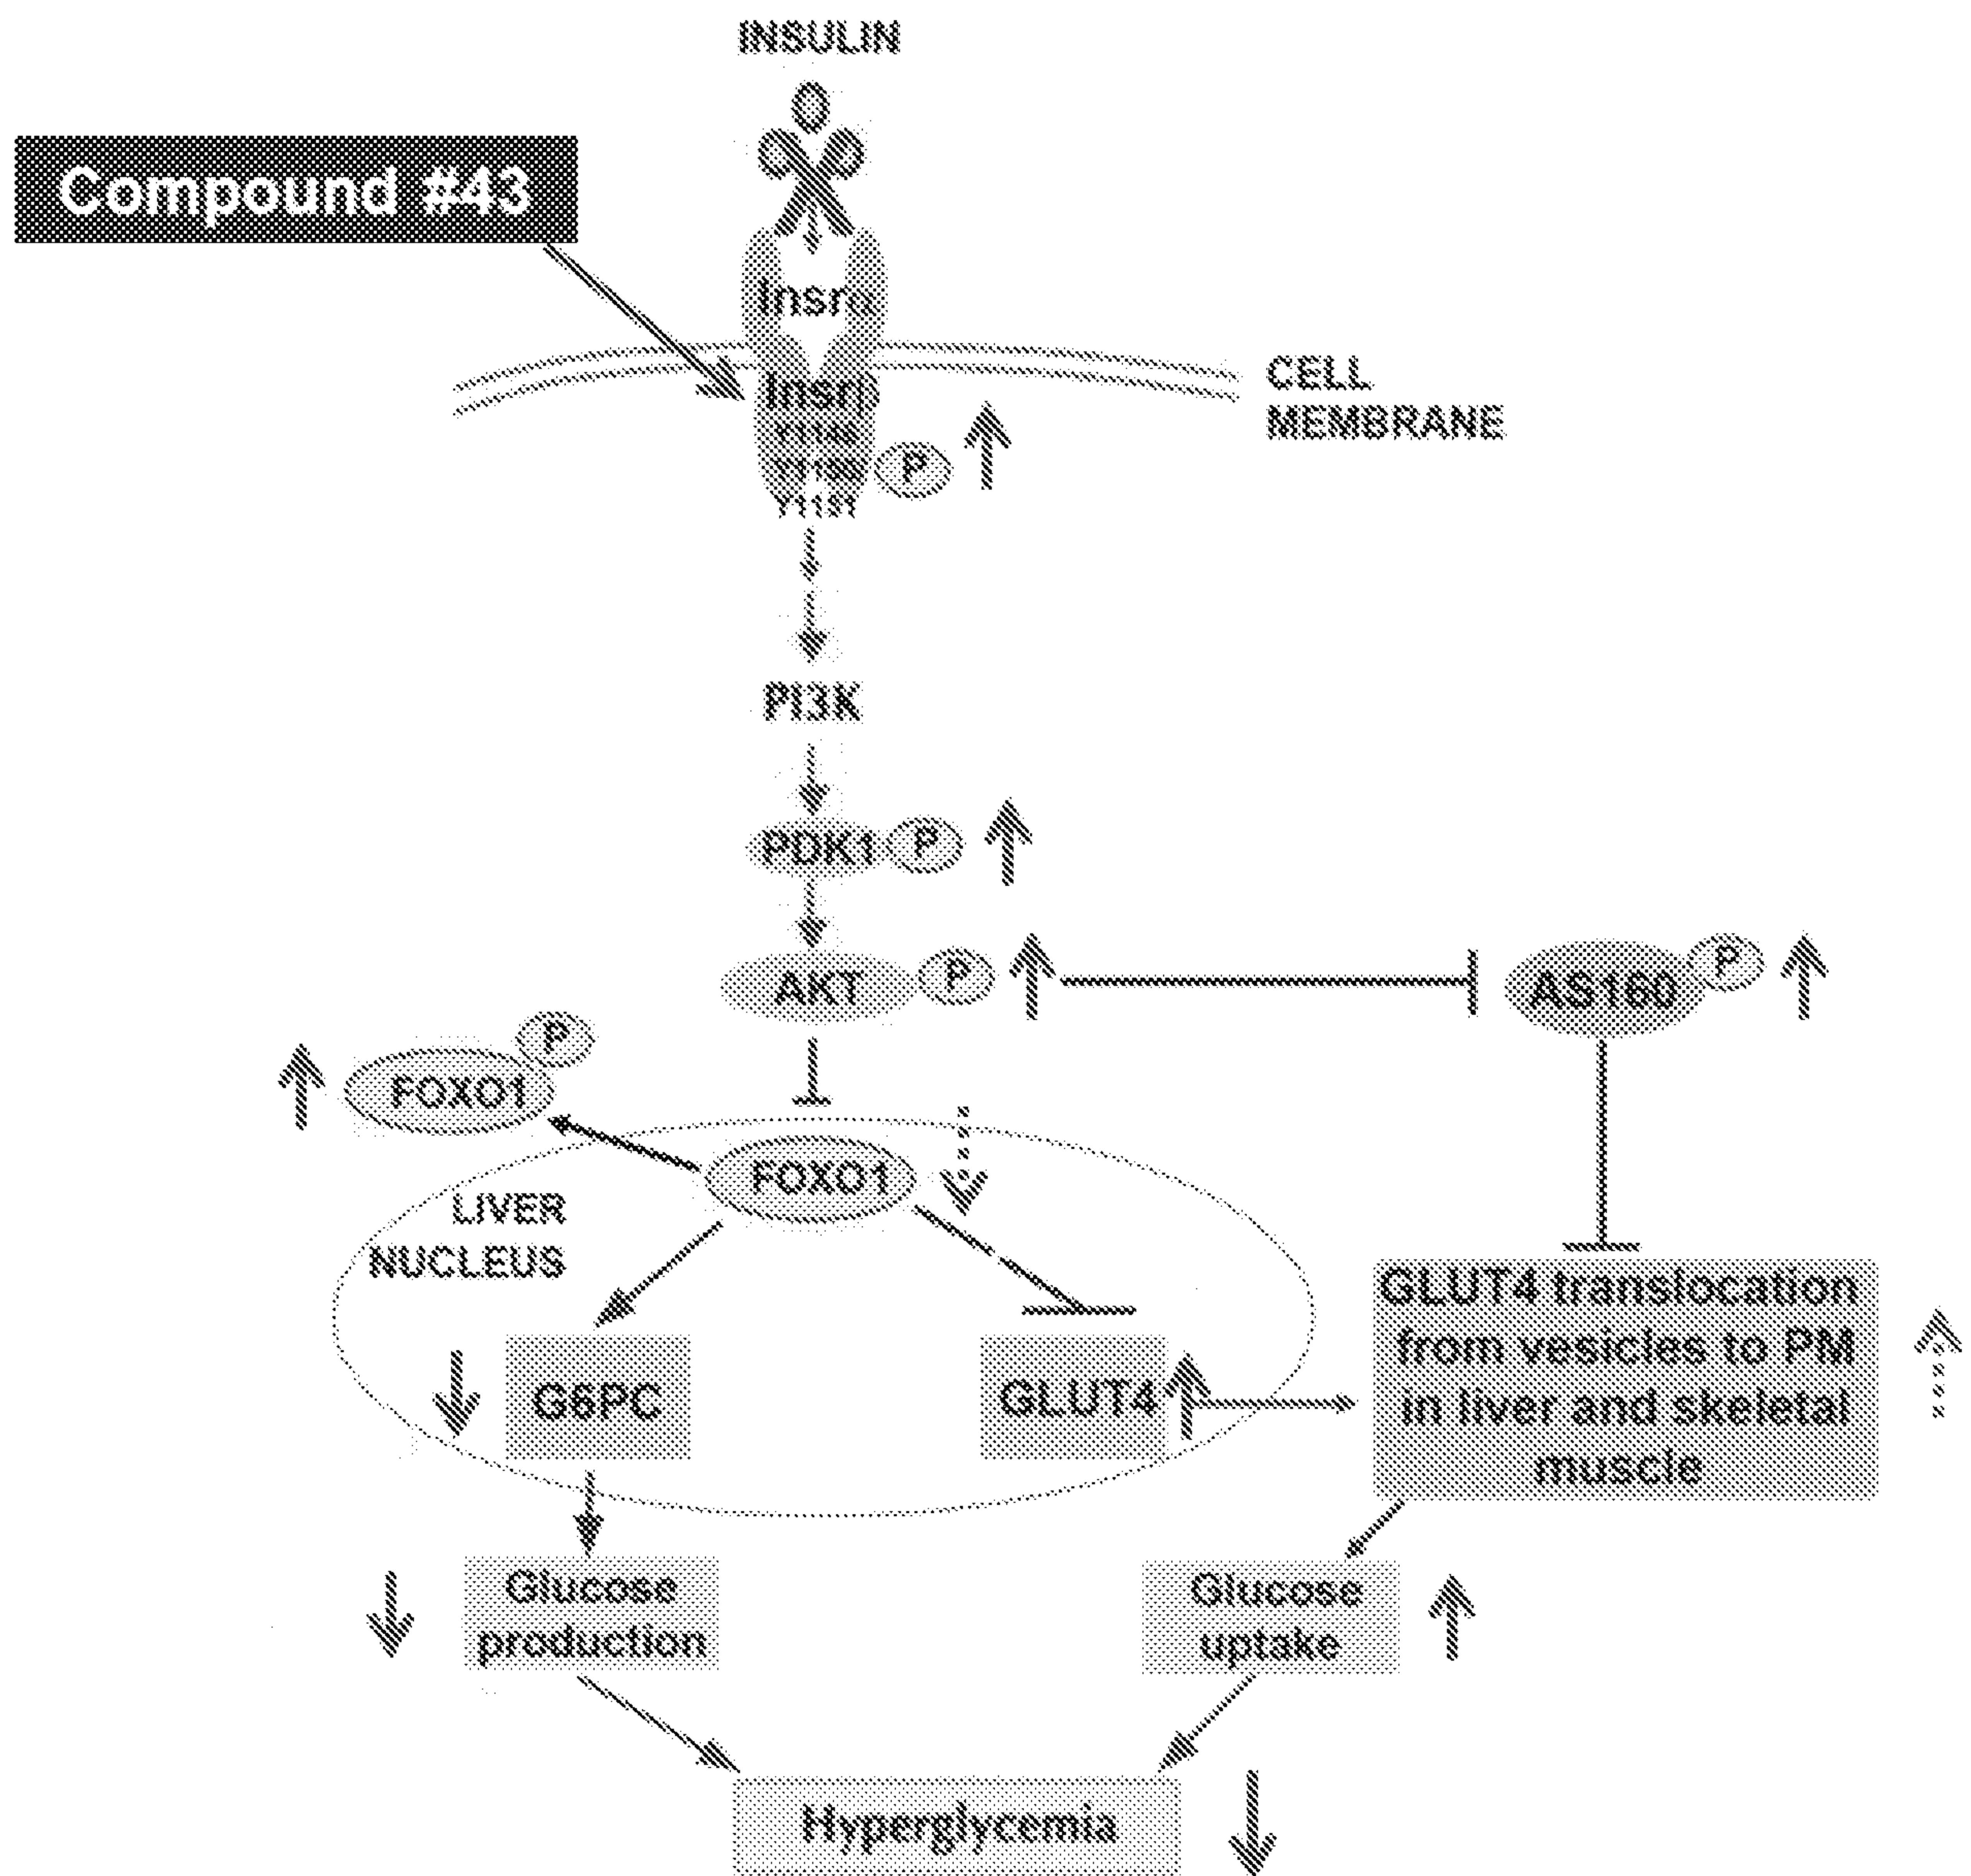 INSULIN
Compound #43
Insrα
CELL
MEMBRANE
Insrβ
P
PI3K
PDK1 P
AKT P
AS160 P
P
FOXO1
FOXO1
LIVER
NUCLEUS
GLUT4 translocation
from vesicles to PM
in liver and skeletal
muscle
G6PC
GLUT4
Glucose
production
Glucose
uptake
Hyperglycemia